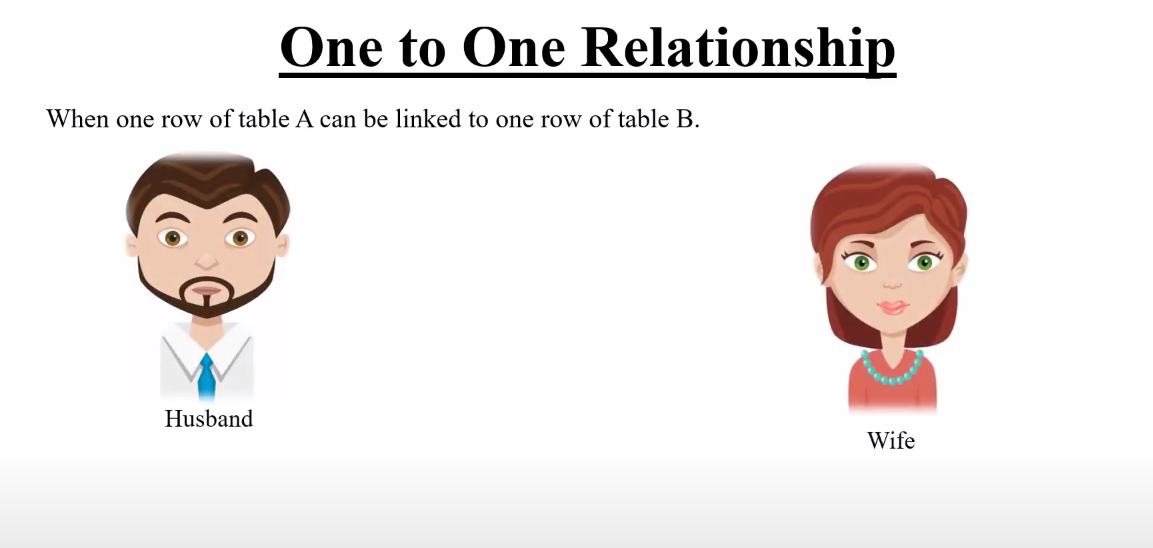 One to One Relationship
When one row of table A can be linked to one row of table B.
Husband
Wife